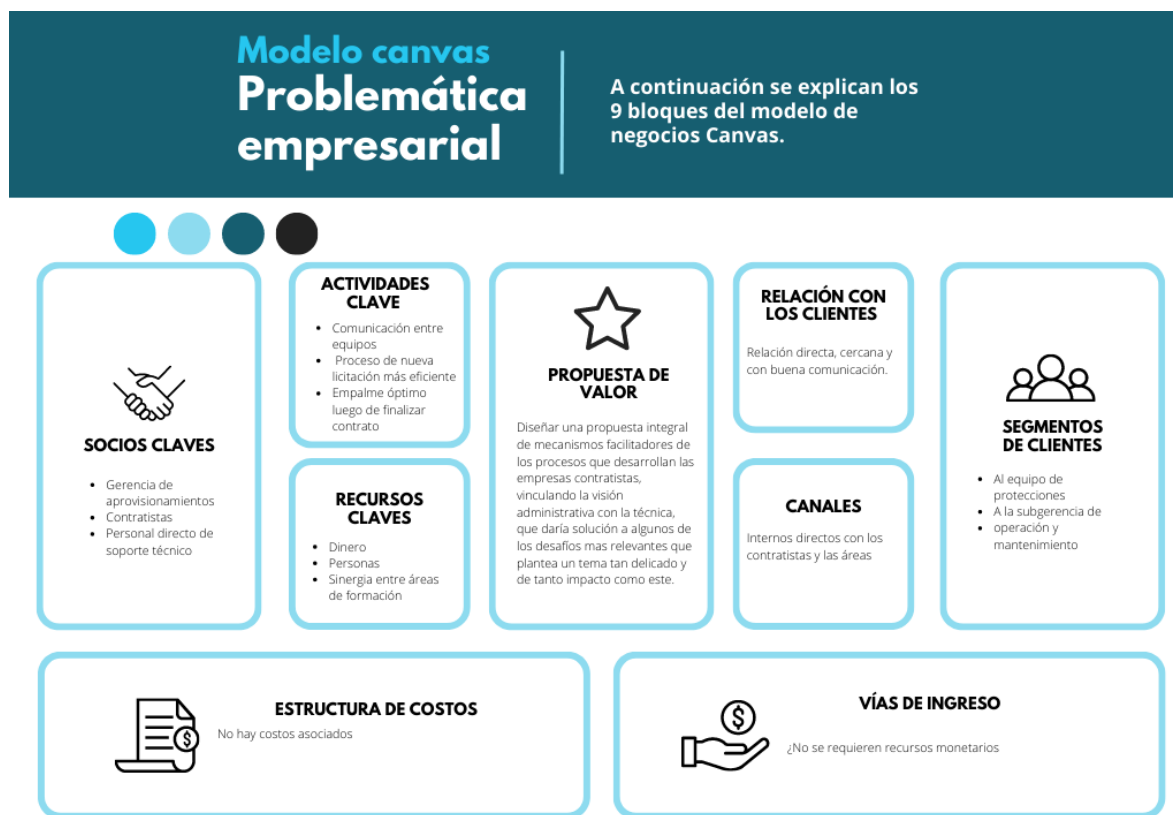 Modelo canvas
Problemática
empresarial
A continuación se explican los
9 bloques del modelo de
negocios Canvas.
SOCIOS CLAVES
• Gerencia de
aprovisionamientos
• Contratistas
• Personal directo de
soporte técnico
ACTIVIDADES
CLAVE
• Comunicación entre
equipos
• Proceso de nueva
licitación más eficiente
• Empalme óptimo
luego de finalizar
contrato
RECURSOS
CLAVES
• Dinero
• Personas
• Sinergia entre áreas
de formación
PROPUESTA DE
VALOR
Diseñar una propuesta integral
de mecanismos facilitadores de
los procesos que desarrollan las
empresas contratistas,
vinculando la visión
administrativa con la técnica,
que daría solución a algunos de
los desafíos mas relevantes que
plantea un tema tan delicado y
de tanto impacto como este.
RELACIÓN CON
LOS CLIENTES
Relación directa, cercana y
con buena comunicación.
CANALES
Internos directos con los
contratistas y las áreas
SEGMENTOS
DE CLIENTES
• Al equipo de
protecciones
• A la subgerencia de
• operación y
mantenimiento
ESTRUCTURA DE COSTOS
No hay costos asociados
VÍAS DE INGRESO
¿No se requieren recursos monetarios